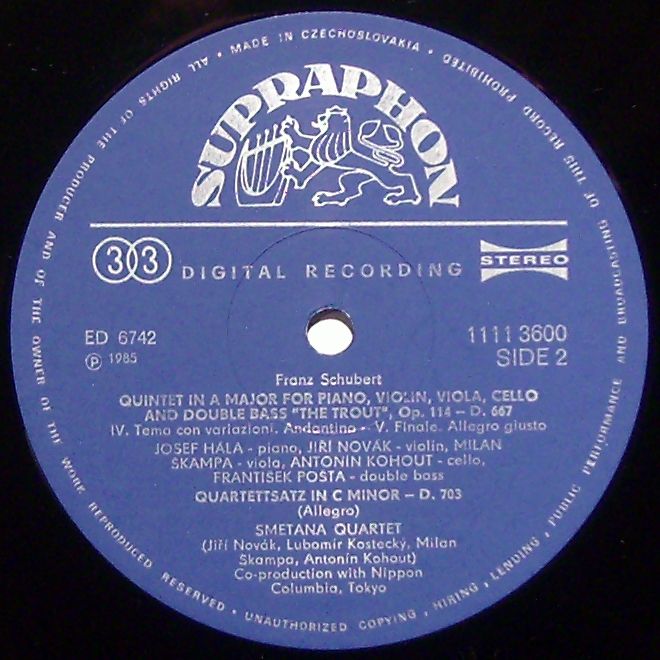 MADE IN CZECHOSLOVAKIA • ALL RIGHTS OF THE PRODUCER AND OF THE OWNER OF THE WORK REPRODUCED RESERVED • UNAUTHORIZED COPYING, HIRING, LENDING, PUBLIC PERFORMANCE AND BROADCASTING OF THIS RECORD PROHIBITED •
SUPRAPHON
33 DIGITAL RECORDING STEREO
ED 6742 1111 3600
℗ 1985 SIDE 2
Franz Schubert
QUINTET IN A MAJOR FOR PIANO, VIOLIN, VIOLA, CELLO
AND DOUBLE BASS "THE TROUT", Op. 114 – D. 667
IV. Tema con variazioni. Andantino – V. Finale. Allegro giusto
JOSEF HÁLA - piano, JIŘÍ NOVÁK - violin, MILAN
ŠKAMPA - viola, ANTONÍN KOHOUT - cello,
FRANTIŠEK POŠTA - double bass
QUARTETTSATZ IN C MINOR – D. 703
(Allegro)
SMETANA QUARTET
(Jiří Novák, Lubomír Kostecký, Milan
Škampa, Antonín Kohout)
Co-production with Nippon
Columbia, Tokyo